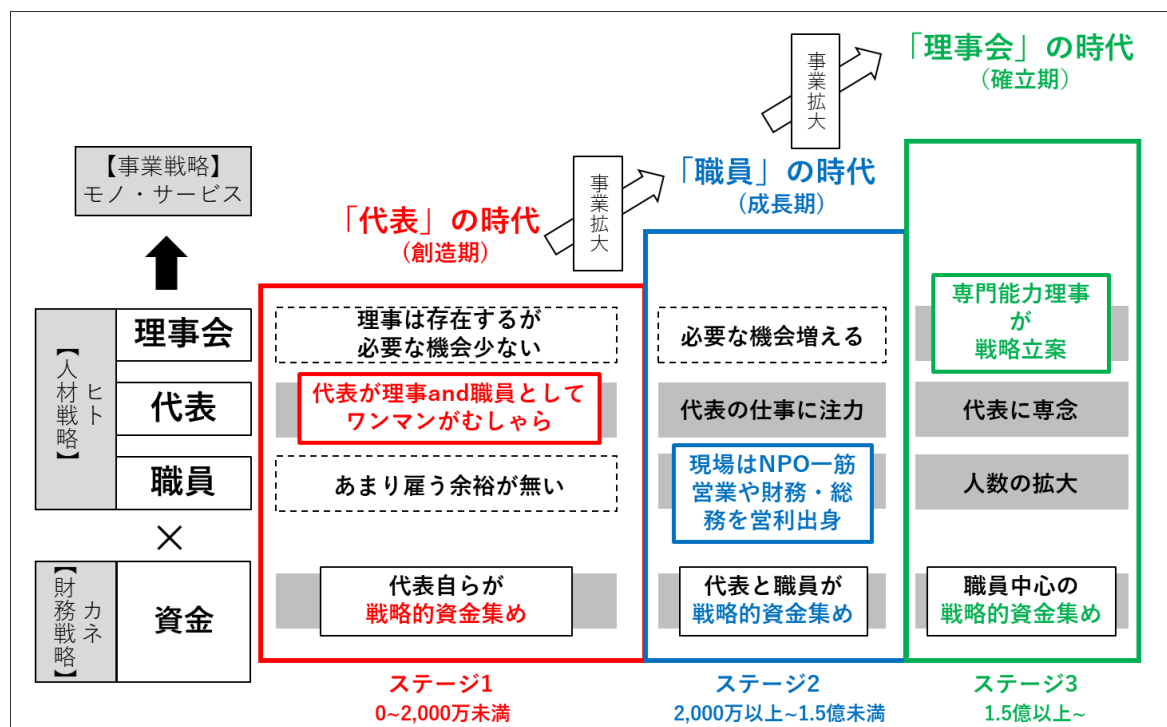 「理事会」の時代
(確立期)
事業拡大
「職員」の時代
(成長期)
事業拡大
「代表」の時代
(創造期)
【事業戦略】
モノ・サービス
【人材戦略】
ヒト
理事会
理事は存在するが
必要な機会少ない
必要な機会増える
専門能力理事
が
戦略立案
代表
代表が理事and職員として
ワンマンがむしゃら
代表の仕事に注力
代表に専念
職員
あまり雇う余裕が無い
現場はNPO一筋
営業や財務・総
務を営利出身
人数の拡大
×
【財務戦略】
カネ
資金
代表自らが
戦略的資金集め
代表と職員が
戦略的資金集め
職員中心の
戦略的資金集め
ステージ1
0~2,000万未満
ステージ2
2,000万以上~1.5億未満
ステージ3
1.5億以上~